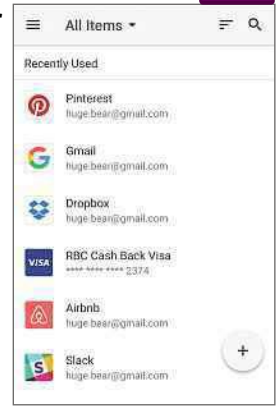 All Items
Recently Used
Pinterest
huge.bear@gmail.com
Gmail
huge.bear@gmail.com
Dropbox
huge.bear@gmail.com
VISA
RBC Cash Back Visa
**** **** **** 2374
Airbnb
huge.bear@gmail.com
Slack
huge.bear@gmail.com